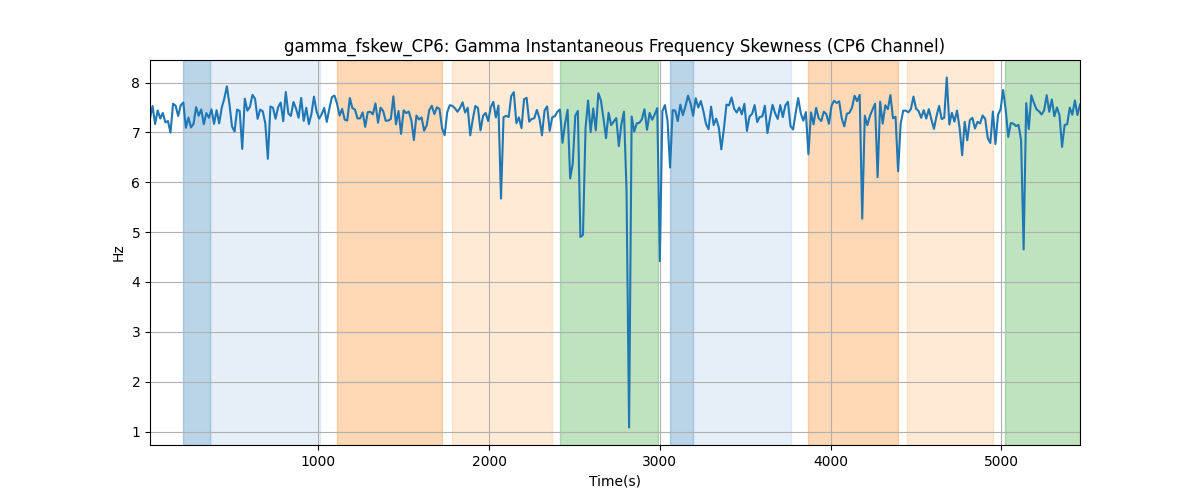 gamma_fskew_CP6: Gamma Instantaneous Frequency Skewness (CP6 Channel)
8
7
6
5
4
3
2
1
Hz
1000 2000 3000 4000 5000
Time(s)